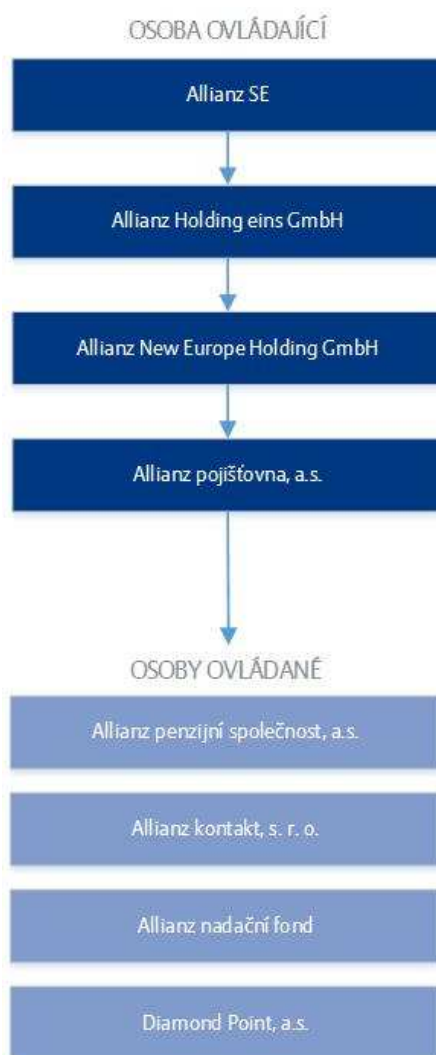 OSOBA OVLÁDAJÍCÍ
Allianz SE
Allianz Holding eins GmbH
Allianz New Europe Holding GmbH
Allianz pojišťovna, a.s.
OSOBY OVLÁDANÉ
Allianz penzijní společnost, a.s.
Allianz kontakt, s. r. o.
Allianz nadační fond
Diamond Point, a.s.